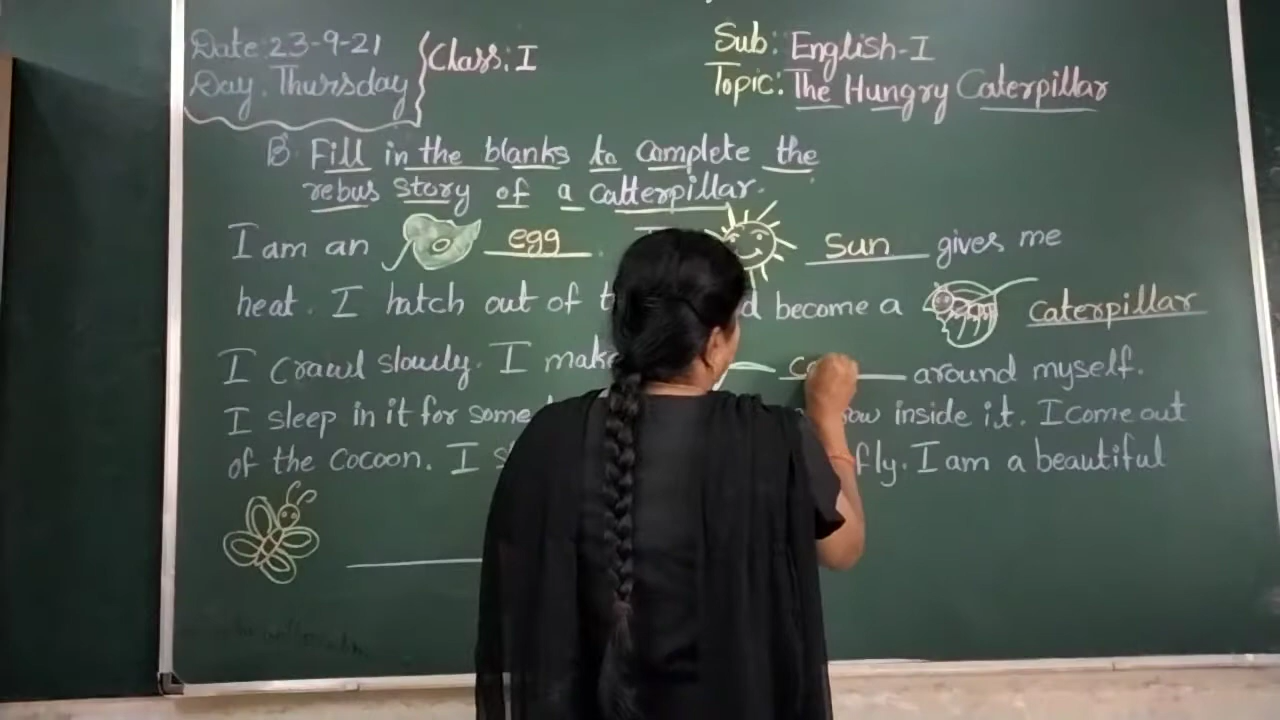 Date: 23-9-21
Day. Thursday
Class: I
Sub: English-I
Topic: The Hungry Caterpillar
B. Fill in the blanks to complete the
rebus story of a Catterpillar.
I am an egg Sun gives me
heat. I hatch out of become a caterpillar
I Crawl slowly. I make around myself.
I sleep in it for some inside it. I come out
of the Cocoon. I fly. I am a beautiful